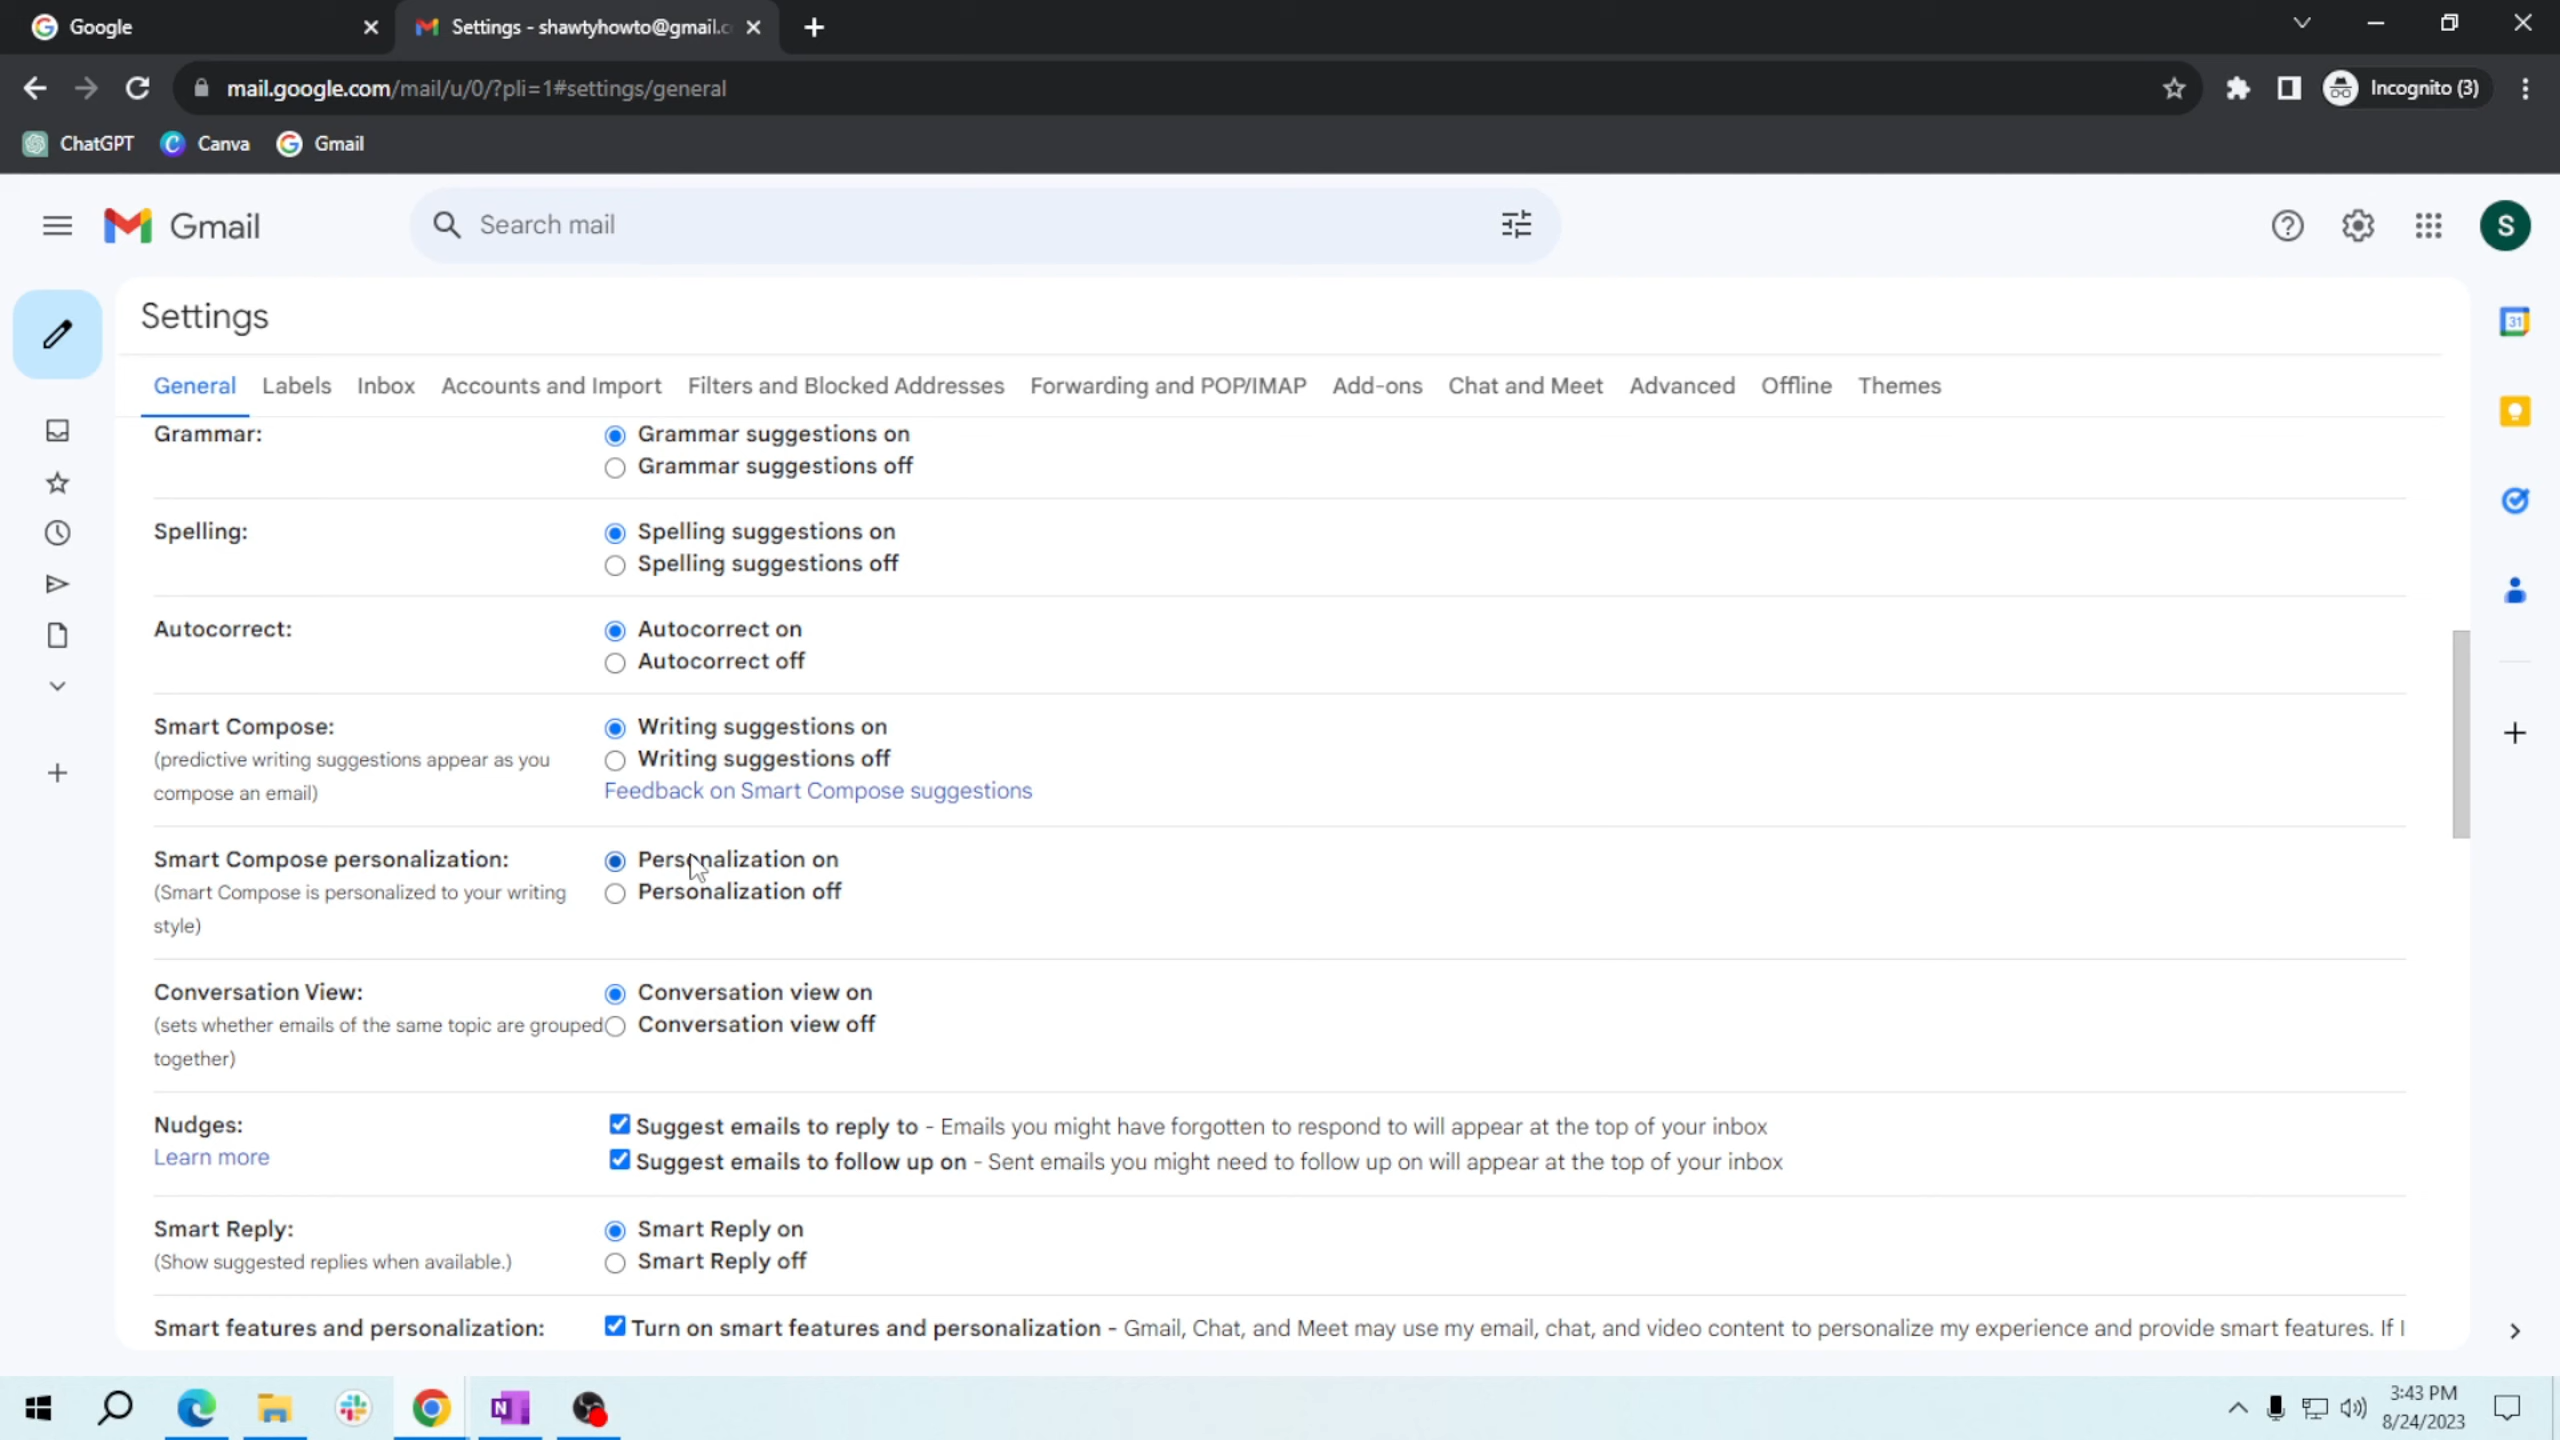 Google
Settings - shawtyhowto@gmail.c
mail.google.com/mail/u/0/?pli=1#settings/general
Incognito (3)
ChatGPT
Canva
Gmail
Gmail
Search mail
S
Settings
31
General Labels Inbox Accounts and Import Filters and Blocked Addresses Forwarding and POP/IMAP Add-ons Chat and Meet Advanced Offline Themes
Grammar:
Grammar suggestions on
Grammar suggestions off
Spelling:
Spelling suggestions on
Spelling suggestions off
Autocorrect:
Autocorrect on
Autocorrect off
Smart Compose:
(predictive writing suggestions appear as you
compose an email)
Writing suggestions on
Writing suggestions off
Feedback on Smart Compose suggestions
Smart Compose personalization:
(Smart Compose is personalized to your writing
style)
Personalization on
Personalization off
Conversation View:
(sets whether emails of the same topic are grouped
together)
Conversation view on
Conversation view off
Nudges:
Learn more
Suggest emails to reply to - Emails you might have forgotten to respond to will appear at the top of your inbox
Suggest emails to follow up on - Sent emails you might need to follow up on will appear at the top of your inbox
Smart Reply:
(Show suggested replies when available.)
Smart Reply on
Smart Reply off
Smart features and personalization:
Turn on smart features and personalization - Gmail, Chat, and Meet may use my email, chat, and video content to personalize my experience and provide smart features. If I
N
3:43 PM
8/24/2023